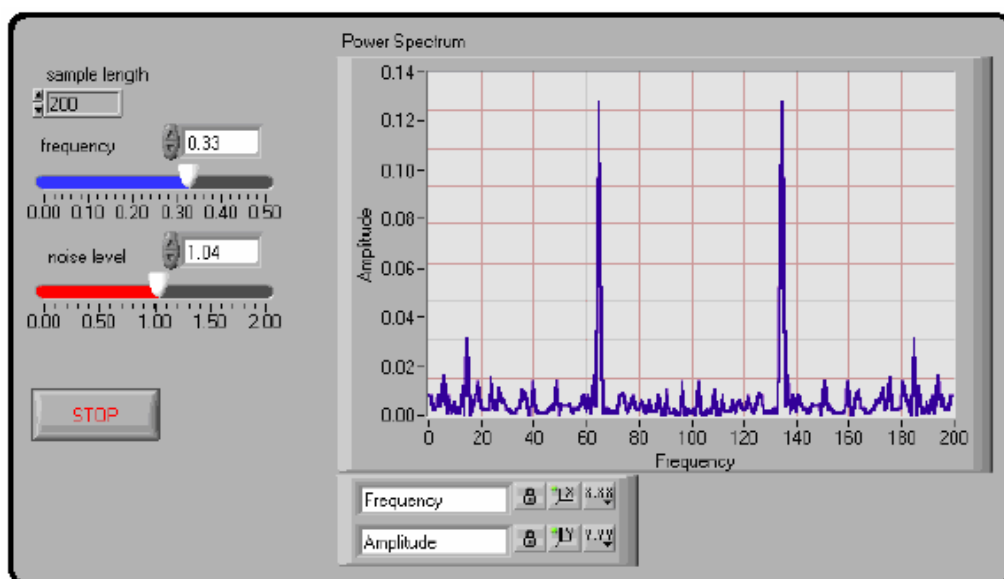 Power Spectrum
sample length
200
frequency
0.33
0.00 0.10 0.20 0.30 0.40 0.50
noise level
1.04
0.00 0.50 1.00 1.50 2.00
STOP
Amplitude
0.14
0.12
0.10
0.08
0.06
0.04
0.02
0.00
0 20 40 60 80 100 120 140 160 180 200
Frequency
Frequency
X.XX
Amplitude
Y.YY